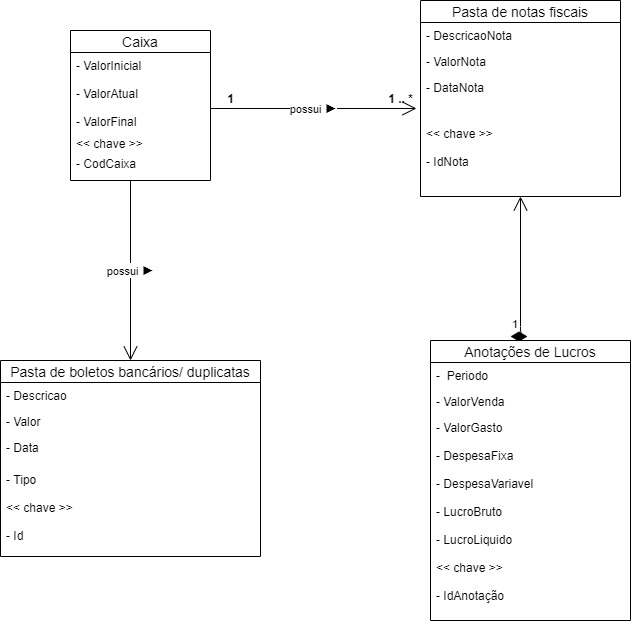 Caixa
- ValorInicial
- ValorAtual
- ValorFinal
<< chave >>
- CodCaixa
1
possui
1 ..*
Pasta de notas fiscais
- DescricaoNota
- ValorNota
- DataNota
<< chave >>
- IdNota
possui
Pasta de boletos bancários/ duplicatas
- Descricao
- Valor
- Data
- Tipo
<< chave >>
- Id
1
Anotações de Lucros
- Periodo
- ValorVenda
- ValorGasto
- DespesaFixa
- DespesaVariavel
- LucroBruto
- LucroLiquido
<< chave >>
- IdAnotação